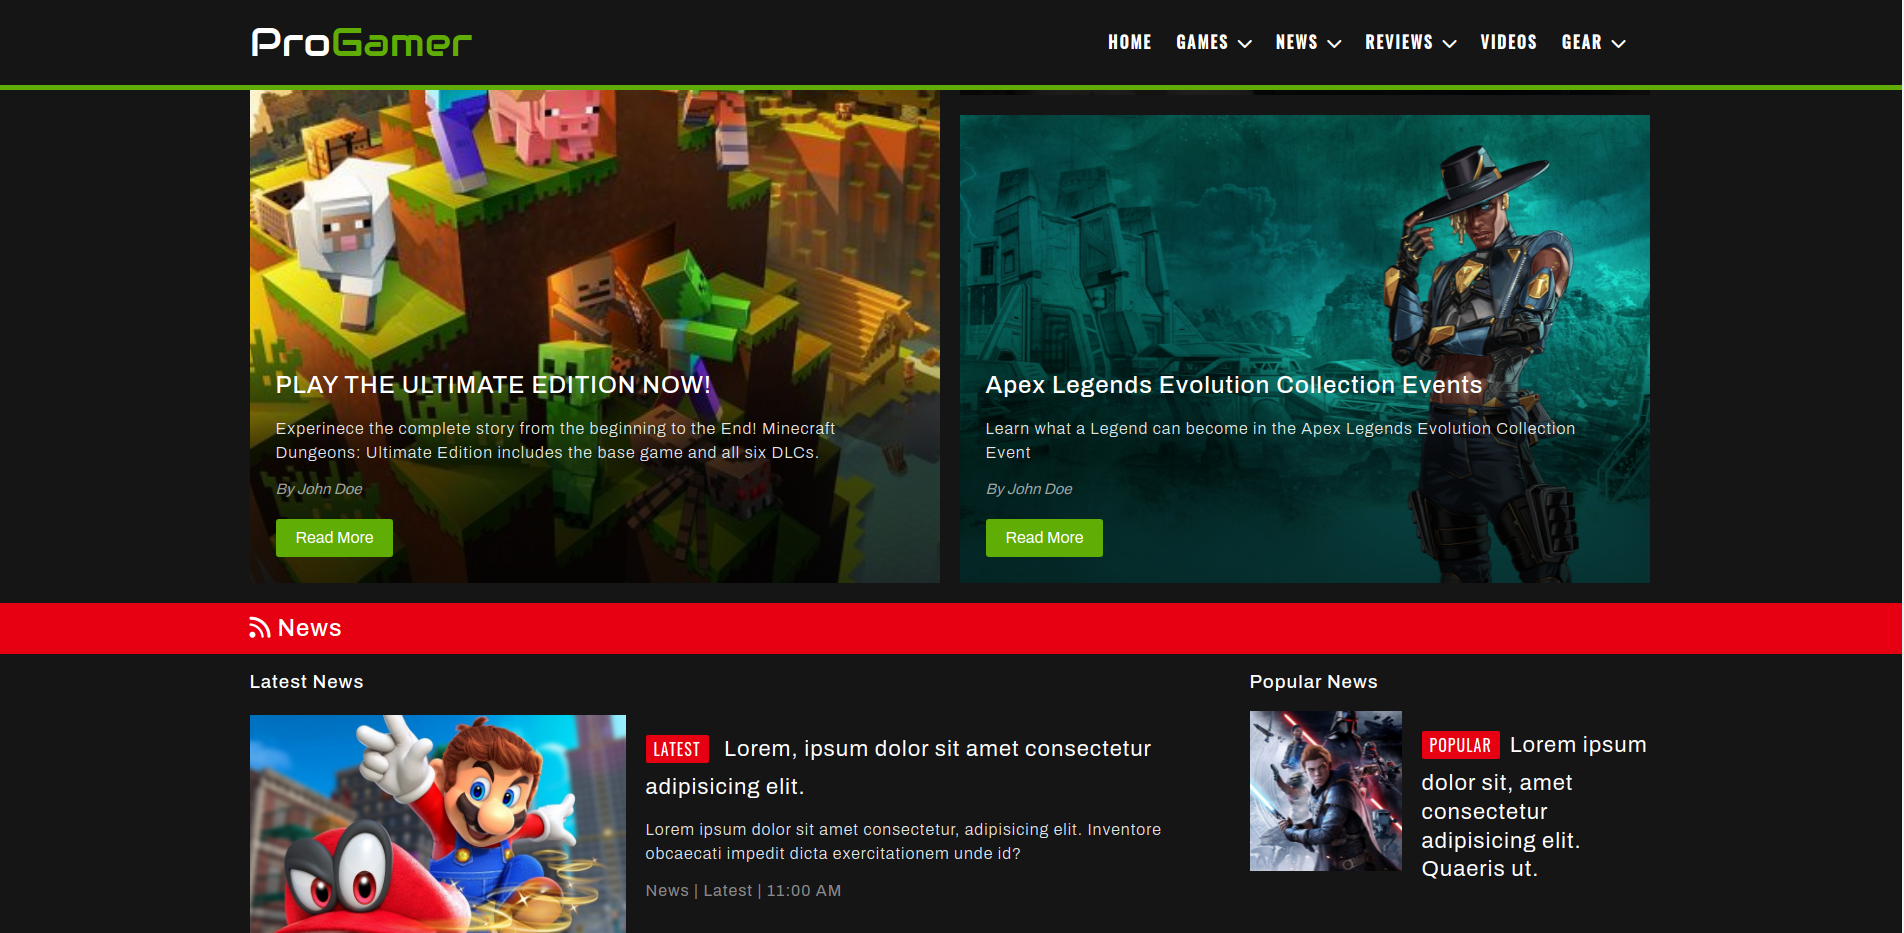 ProGamer
HOME GAMES NEWS REVIEWS VIDEOS GEAR
PLAY THE ULTIMATE EDITION NOW!
Experinece the complete story from the beginning to the End! Minecraft
Dungeons: Ultimate Edition includes the base game and all six DLCs.
By John Doe
Read More
Apex Legends Evolution Collection Events
Learn what a Legend can become in the Apex Legends Evolution Collection
Event
By John Doe
Read More
News
Latest News
LATEST Lorem, ipsum dolor sit amet consectetur
adipisicing elit.
Lorem ipsum dolor sit amet consectetur, adipisicing elit. Inventore
obcaecati impedit dicta exercitationem unde id?
News | Latest | 11:00 AM
Popular News
POPULAR Lorem ipsum
dolor sit, amet
consectetur
adipisicing elit.
Quaeris ut.